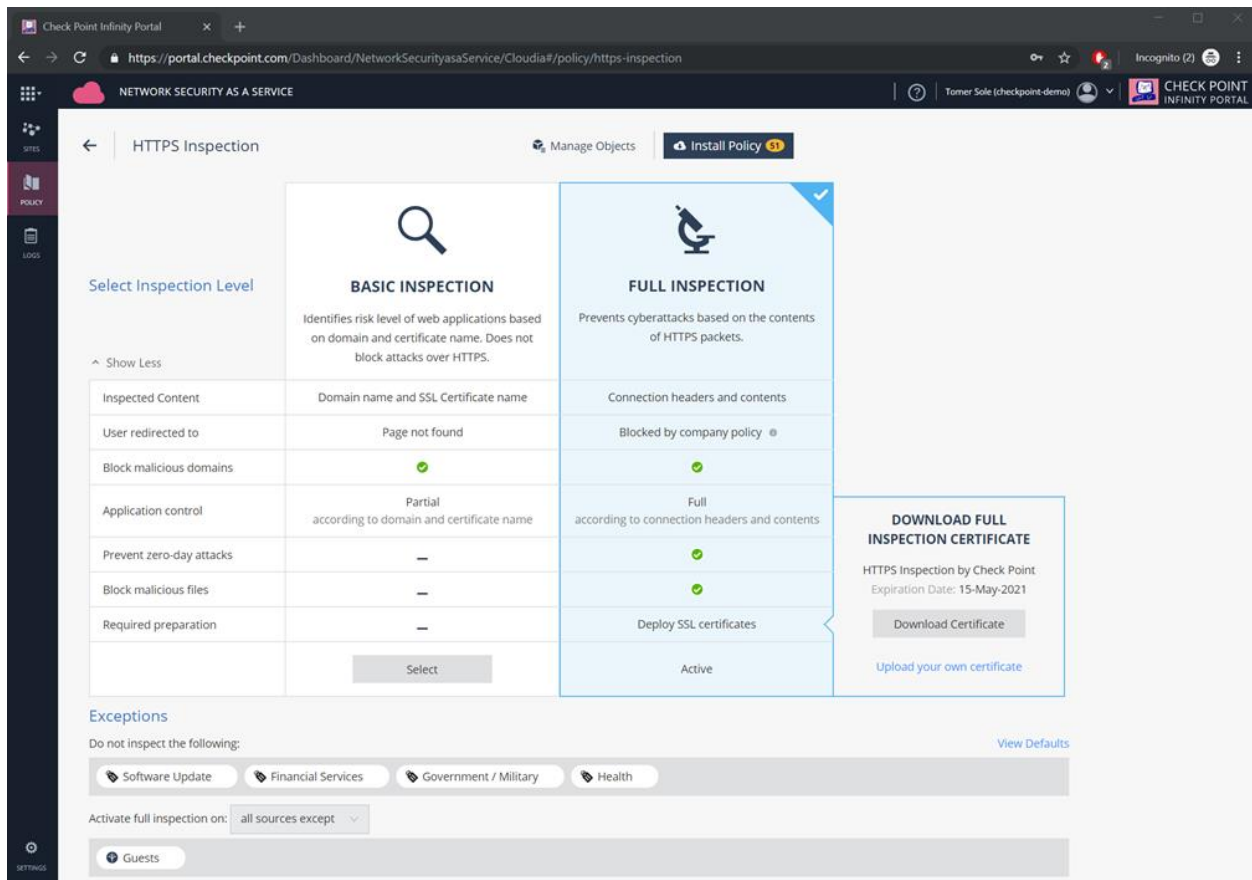 Check Point Infinity Portal
https://portal.checkpoint.com/Dashboard/NetworkSecurityasaService/Cloudia#/policy/https-inspection
2
Incognito (2)
NETWORK SECURITY AS A SERVICE
Tomer Sole (checkpoint-demo)
CHECK POINT
INFINITY PORTAL
SITES
POLICY
LOGS
SETTINGS
HTTPS Inspection
Manage Objects
Install Policy 51
Select Inspection Level
Show Less
BASIC INSPECTION
Identifies risk level of web applications based
on domain and certificate name. Does not
block attacks over HTTPS.
FULL INSPECTION
Prevents cyberattacks based on the contents
of HTTPS packets.
Inspected Content
Domain name and SSL Certificate name
Connection headers and contents
User redirected to
Page not found
Blocked by company policy
Block malicious domains
Application control
Partial
according to domain and certificate name
Full
according to connection headers and contents
Prevent zero-day attacks
Block malicious files
Required preparation
Deploy SSL certificates
Select
Active
DOWNLOAD FULL
INSPECTION CERTIFICATE
HTTPS Inspection by Check Point
Expiration Date: 15-May-2021
Download Certificate
Upload your own certificate
Exceptions
Do not inspect the following:
View Defaults
Software Update
Financial Services
Government / Military
Health
Activate full inspection on: all sources except
Guests